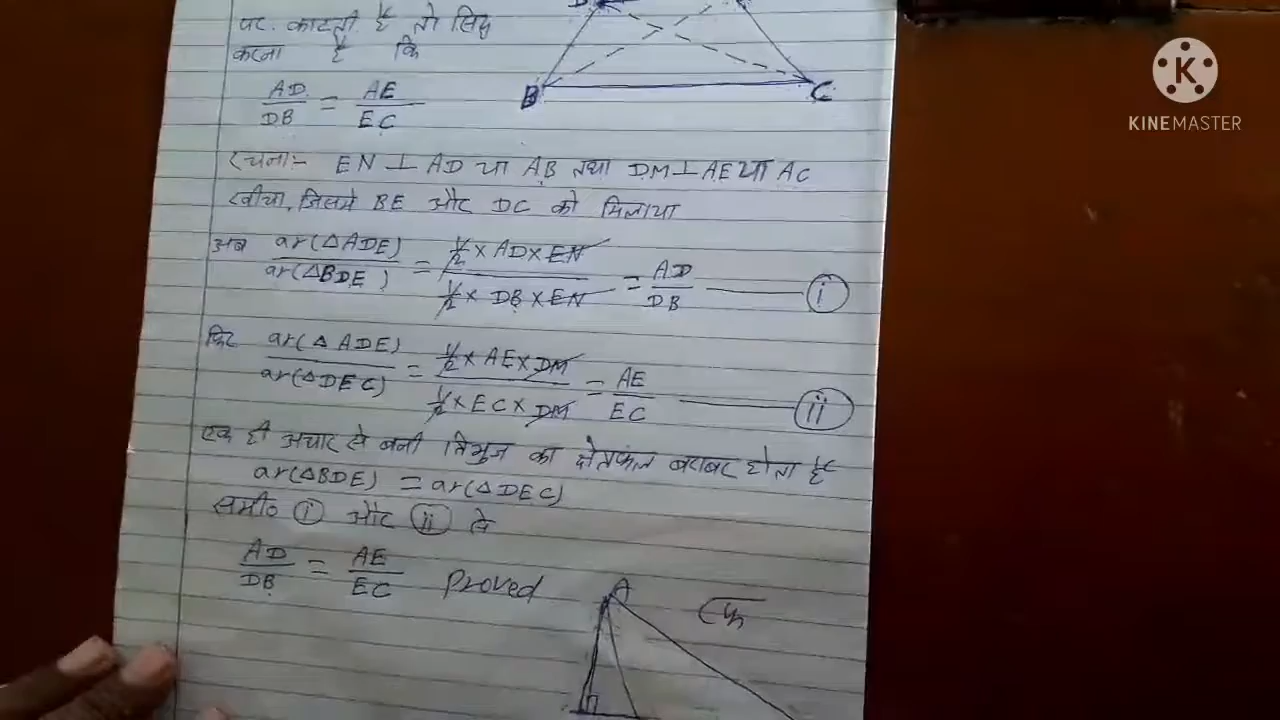 पर काटती है तो सिद्ध
करना है कि
AD/DB = AE/EC
B C
रचना:- EN ⊥ AD या AB तथा DM ⊥ AE या AC
खींचा, जिसमे BE और DC को मिलाया
अब ar(△ADE)/ar(△BDE) = ½ × AD × EN / ½ × DB × EN = AD/DB —— (i)
फिर ar(△ADE)/ar(△DEC) = ½ × AE × DM / ½ × EC × DM = AE/EC —— (ii)
एक ही अधार से बनी त्रिभुज का क्षेत्रफल बराबर होता है
ar(△BDE) = ar(△DEC)
समी० (i) और (ii) से
AD/DB = AE/EC Proved
A
KINEMASTER